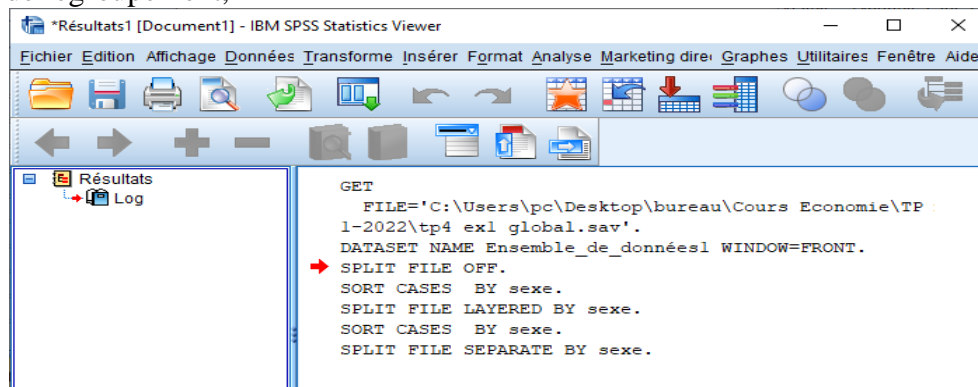 de regroupement,
*Résultats1 [Document1] - IBM SPSS Statistics Viewer
Fichier Edition Affichage Données Transforme Insérer Format Analyse Marketing direc Graphes Utilitaires Fenêtre Aide
Résultats
Log
GET
FILE='C:\Users\pc\Desktop\bureau\Cours Economie\TP
1-2022\tp4 ex1 global.sav'.
DATASET NAME Ensemble_de_données1 WINDOW=FRONT.
SPLIT FILE OFF.
SORT CASES  BY sexe.
SPLIT FILE LAYERED BY sexe.
SORT CASES  BY sexe.
SPLIT FILE SEPARATE BY sexe.